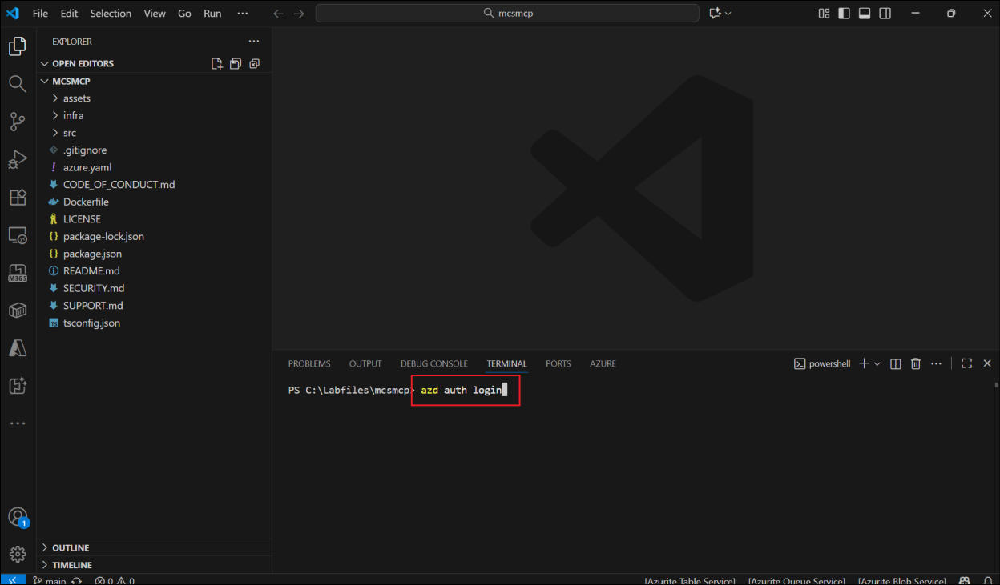 File Edit Selection View Go Run ··· mcsmcp
EXPLORER ···
OPEN EDITORS
MCSMCP
assets
infra
src
.gitignore
! azure.yaml
CODE_OF_CONDUCT.md
Dockerfile
LICENSE
{} package-lock.json
{} package.json
README.md
SECURITY.md
SUPPORT.md
TS tsconfig.json
M365
1
OUTLINE
TIMELINE
PROBLEMS OUTPUT DEBUG CONSOLE TERMINAL PORTS AZURE powershell
PS C:\Labfiles\mcsmcp> azd auth login
main 0 0 [Azurite Table Service] [Azurite Queue Service] [Azurite Blob Service]